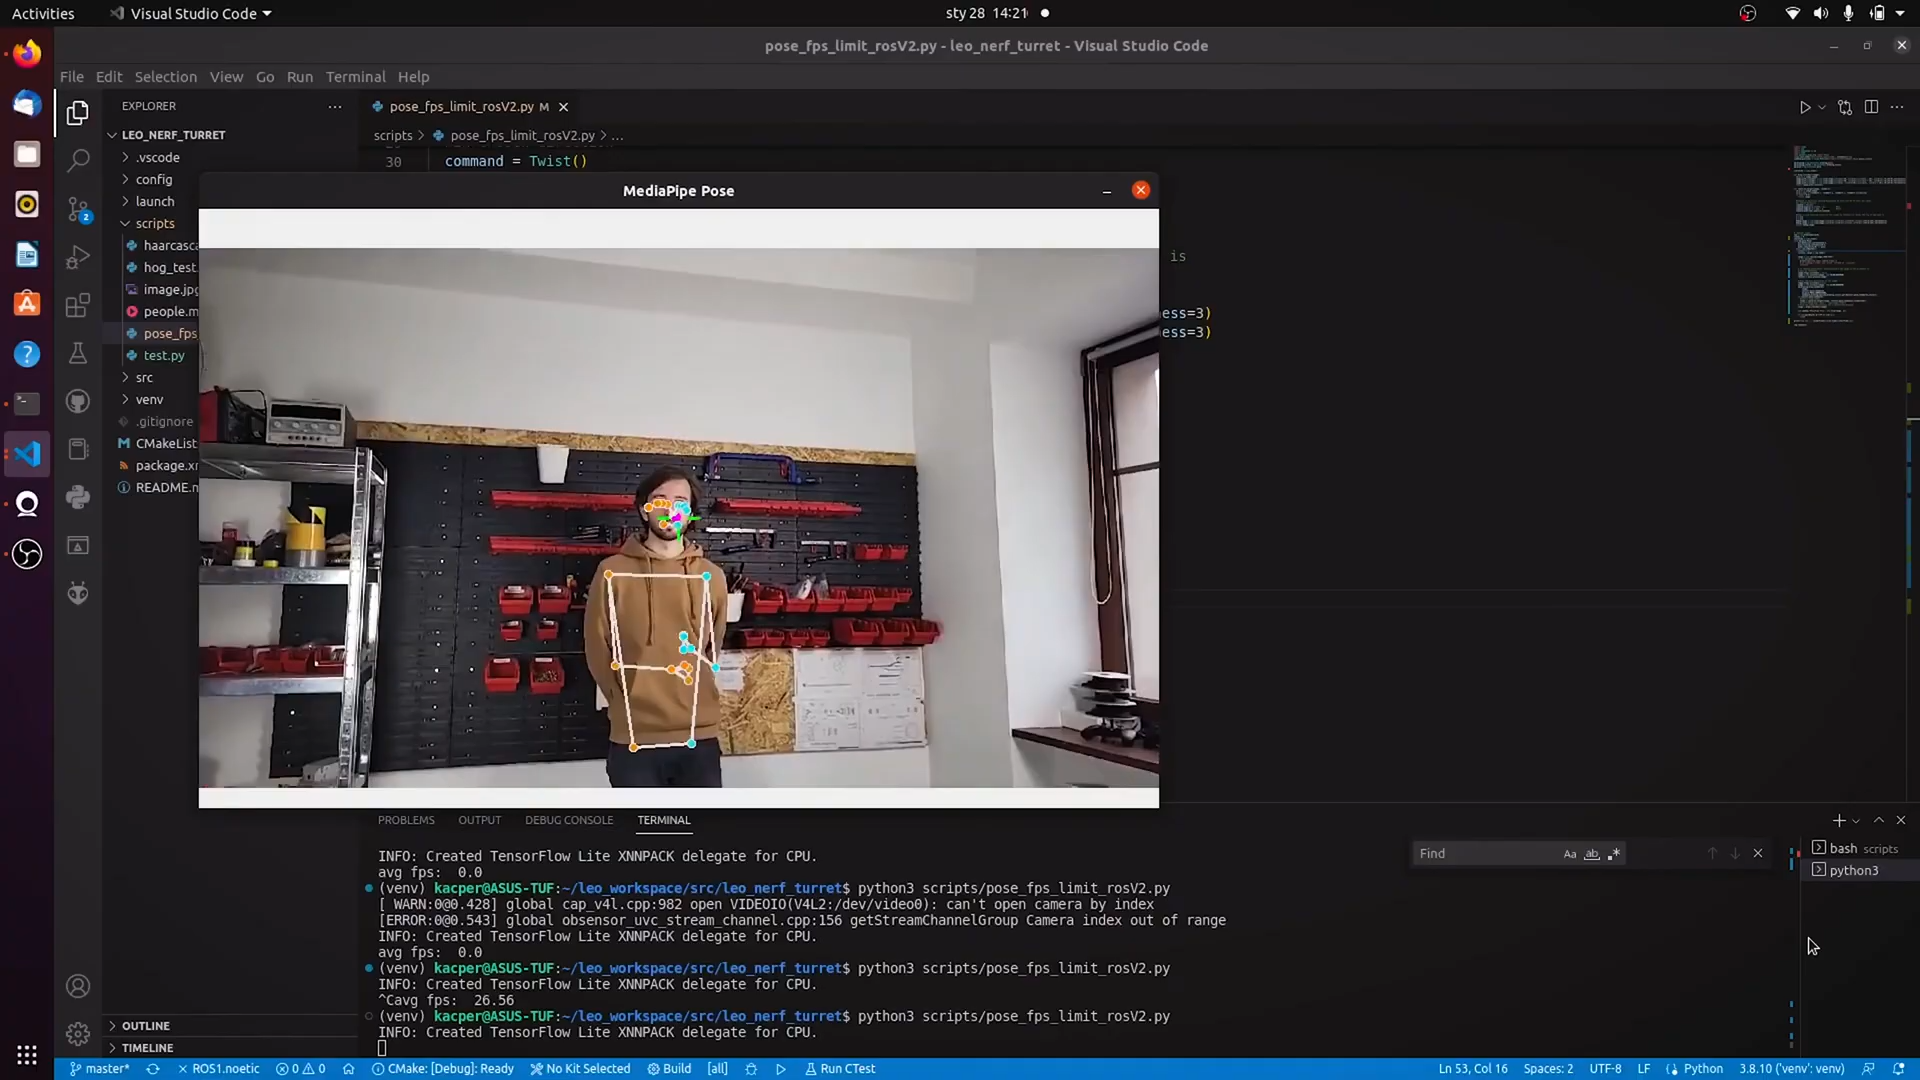 Activities
Visual Studio Code
sty 28 14:21
pose_fps_limit_rosV2.py - leo_nerf_turret - Visual Studio Code
File Edit Selection View Go Run Terminal Help
EXPLORER
pose_fps_limit_rosV2.py M
LEO_NERF_TURRET
scripts > pose_fps_limit_rosV2.py > ...
30 command = Twist()
.vscode
config
launch
scripts
haarcasca
hog_test.
image.jpg
people.m
pose_fps_
test.py
src
venv
.gitignore
CMakeList
package.xm
README.m
MediaPipe Pose
is
ess=3)
ess=3)
2
PROBLEMS OUTPUT DEBUG CONSOLE TERMINAL
INFO: Created TensorFlow Lite XNNPACK delegate for CPU.
avg fps: 0.0
(venv) kacper@ASUS-TUF:~/leo_workspace/src/leo_nerf_turret$ python3 scripts/pose_fps_limit_rosV2.py
[ WARN:0@0.428] global cap_v4l.cpp:982 open VIDEOIO(V4L2:/dev/video0): can't open camera by index
[ERROR:0@0.543] global obsensor_uvc_stream_channel.cpp:156 getStreamChannelGroup Camera index out of range
INFO: Created TensorFlow Lite XNNPACK delegate for CPU.
avg fps: 0.0
(venv) kacper@ASUS-TUF:~/leo_workspace/src/leo_nerf_turret$ python3 scripts/pose_fps_limit_rosV2.py
INFO: Created TensorFlow Lite XNNPACK delegate for CPU.
^Cavg fps: 26.56
(venv) kacper@ASUS-TUF:~/leo_workspace/src/leo_nerf_turret$ python3 scripts/pose_fps_limit_rosV2.py
INFO: Created TensorFlow Lite XNNPACK delegate for CPU.
Find Aa ab .*
bash scripts
python3
OUTLINE
TIMELINE
master* ROS1.noetic 0 0 CMake: [Debug]: Ready No Kit Selected Build [all] Run CTest Ln 53, Col 16 Spaces: 2 UTF-8 LF Python 3.8.10 ('venv': venv)